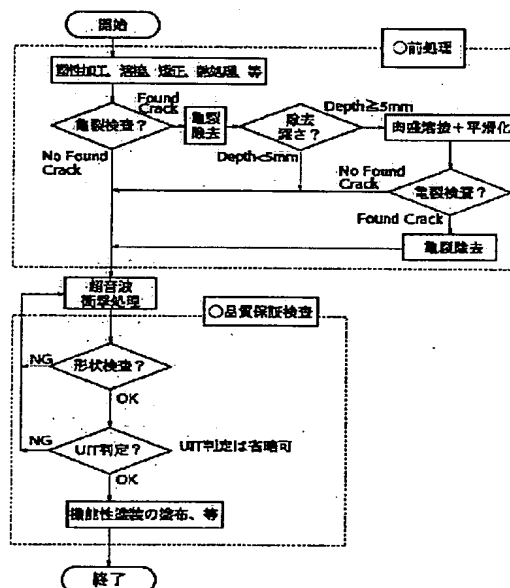 開始
○前処理
塑性加工、溶接、矯正、熱処理、等
Found
Crack
亀裂検査？
亀裂
除去
除去
深さ？
Depth≧5mm
肉盛溶接＋平滑化
No Found
Crack
Depth<5mm
No Found
Crack
亀裂検査？
Found Crack
亀裂除去
超音波
衝撃処理
○品質保証検査
NG
形状検査？
OK
NG
UIT判定？
UIT判定は省略可
OK
機能性塗装の塗布、等
終了